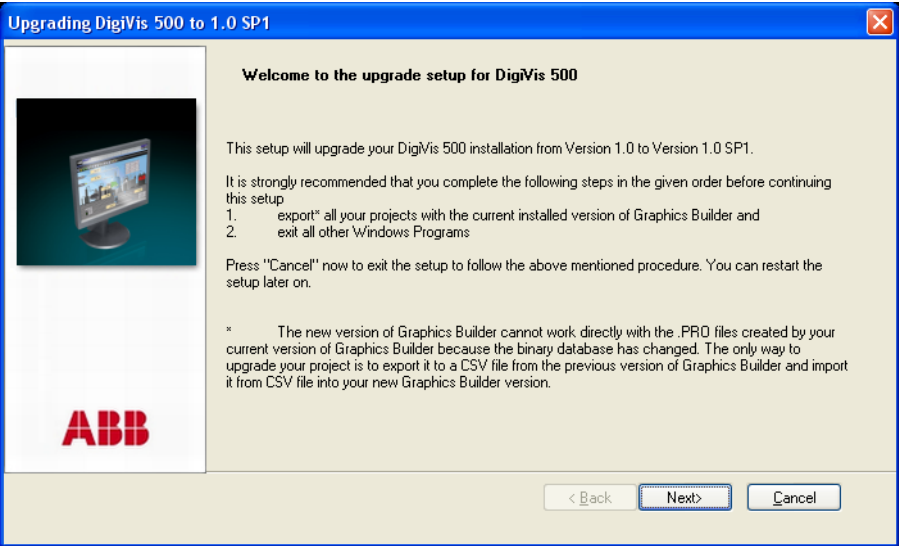 Upgrading DigiVis 500 to 1.0 SP1
Welcome to the upgrade setup for DigiVis 500
This setup will upgrade your DigiVis 500 installation from Version 1.0 to Version 1.0 SP1.
It is strongly recommended that you complete the following steps in the given order before continuing
this setup
1. export* all your projects with the current installed version of Graphics Builder and
2. exit all other Windows Programs
Press "Cancel" now to exit the setup to follow the above mentioned procedure. You can restart the
setup later on.
* The new version of Graphics Builder cannot work directly with the .PRO files created by your
current version of Graphics Builder because the binary database has changed. The only way to
upgrade your project is to export it to a CSV file from the previous version of Graphics Builder and import
it from CSV file into your new Graphics Builder version.
ABB
< Back Next> Cancel